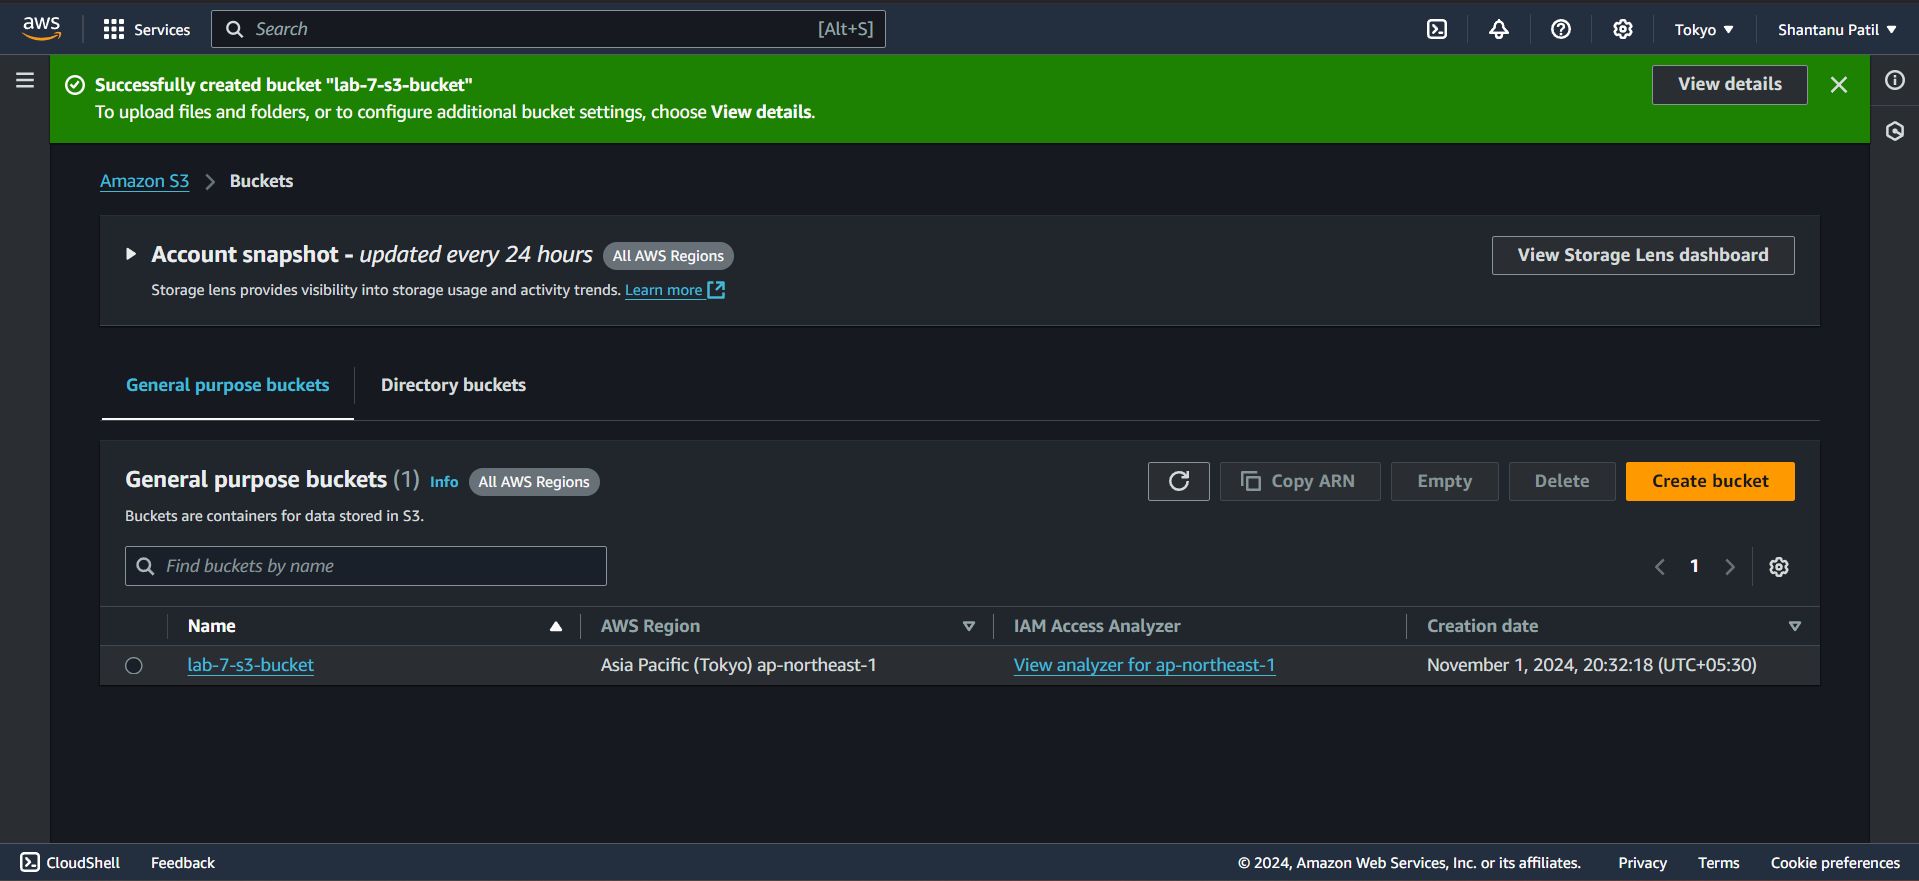 aws Services Search [Alt+S] Tokyo Shantanu Patil
Successfully created bucket "lab-7-s3-bucket" View details
To upload files and folders, or to configure additional bucket settings, choose View details.
Amazon S3 Buckets
Account snapshot - updated every 24 hours All AWS Regions View Storage Lens dashboard
Storage lens provides visibility into storage usage and activity trends. Learn more
General purpose buckets Directory buckets
General purpose buckets (1) Info All AWS Regions Copy ARN Empty Delete Create bucket
Buckets are containers for data stored in S3.
Find buckets by name 1
Name AWS Region IAM Access Analyzer Creation date
lab-7-s3-bucket Asia Pacific (Tokyo) ap-northeast-1 View analyzer for ap-northeast-1 November 1, 2024, 20:32:18 (UTC+05:30)
CloudShell Feedback © 2024, Amazon Web Services, Inc. or its affiliates. Privacy Terms Cookie preferences